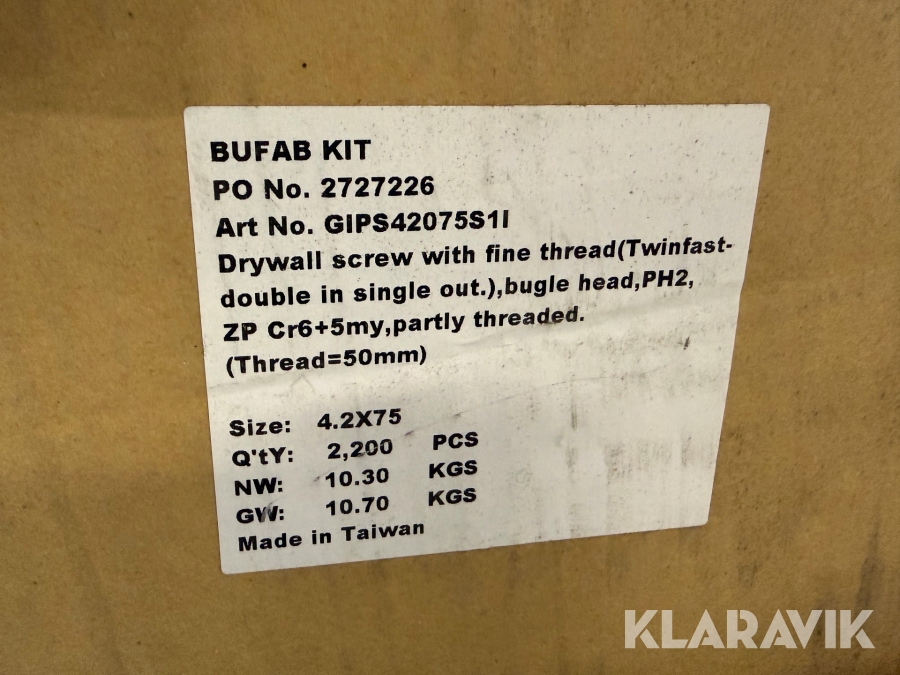 BUFAB KIT
PO No. 2727226
Art No. GIPS42075S1I
Drywall screw with fine thread(Twinfast-
double in single out.),bugle head,PH2,
ZP Cr6+5my,partly threaded.
(Thread=50mm)
Size: 4.2X75
Q'tY: 2,200 PCS
NW: 10.30 KGS
GW: 10.70 KGS
Made in Taiwan
KLARAVIK